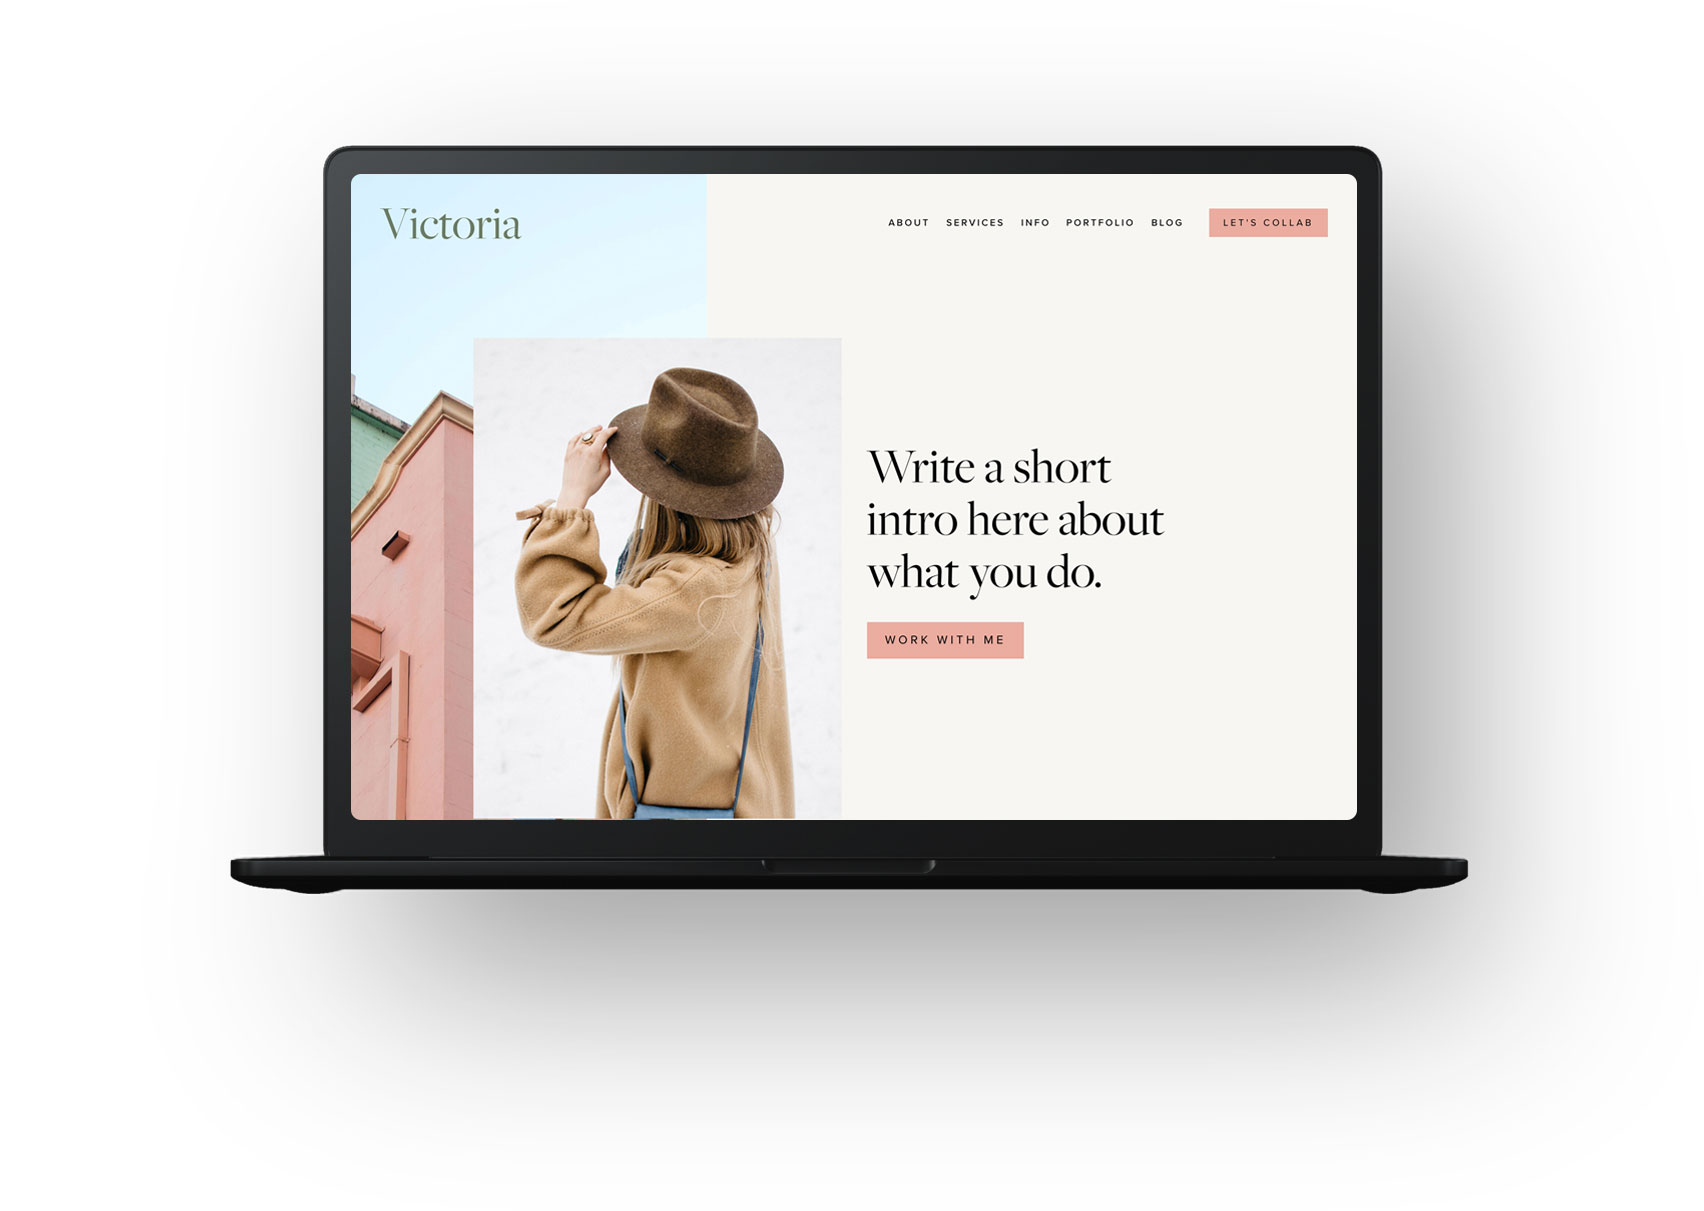 Victoria
ABOUT SERVICES INFO PORTFOLIO BLOG LET'S COLLAB
Write a short
intro here about
what you do.
WORK WITH ME